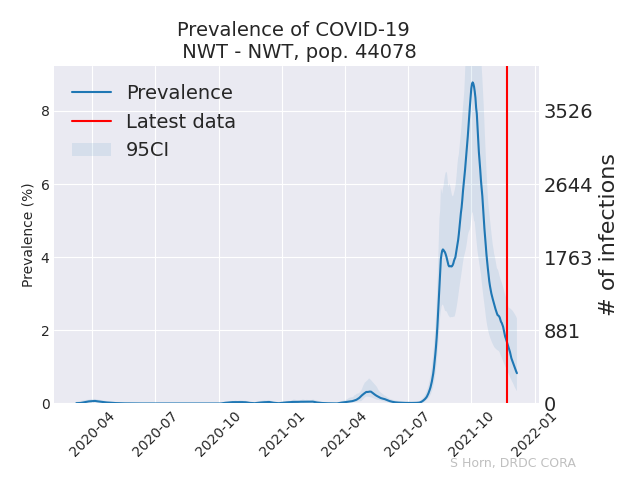 Prevalence of COVID-19
NWT - NWT, pop. 44078
Prevalence
Latest data
95CI
Prevalence (%)
8
6
4
2
0
3526
2644
1763
881
0
# of infections
2020-04
2020-07
2020-10
2021-01
2021-04
2021-07
2021-10
2022-01
S Horn, DRDC CORA